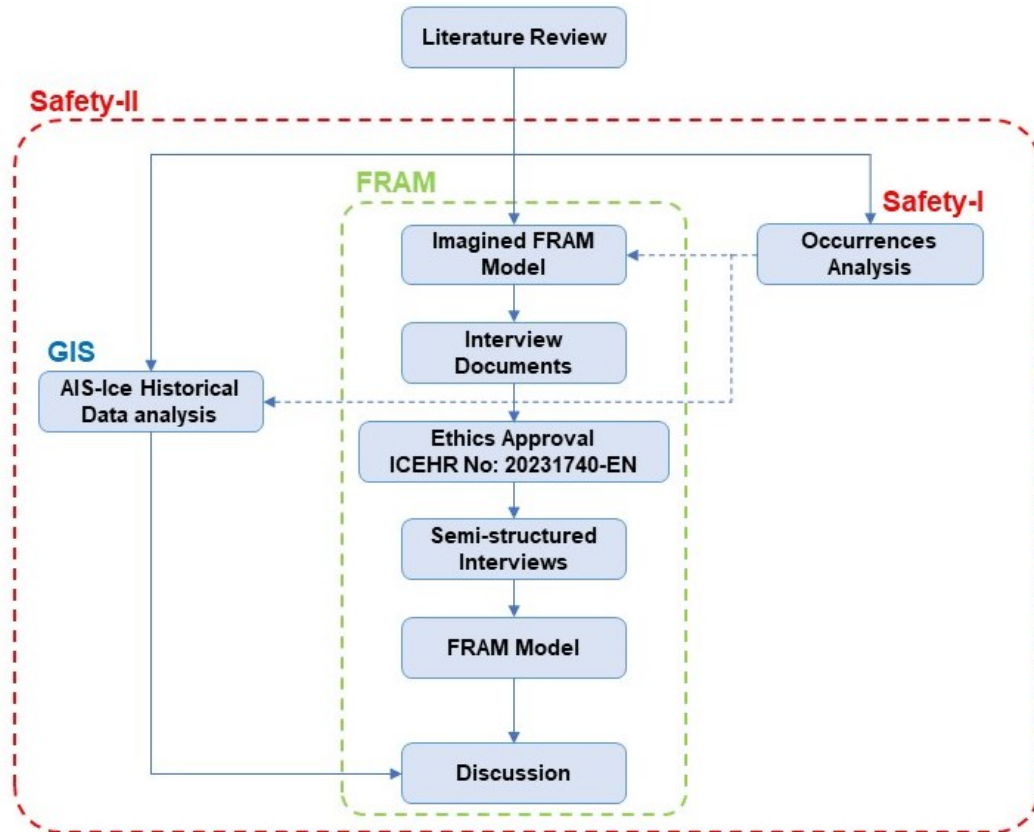 Literature Review
Safety-II
FRAM
Safety-I
Imagined FRAM
Model
Occurrences
Analysis
Interview
Documents
GIS
AIS-Ice Historical
Data analysis
Ethics Approval
ICEHR No: 20231740-EN
Semi-structured
Interviews
FRAM Model
Discussion